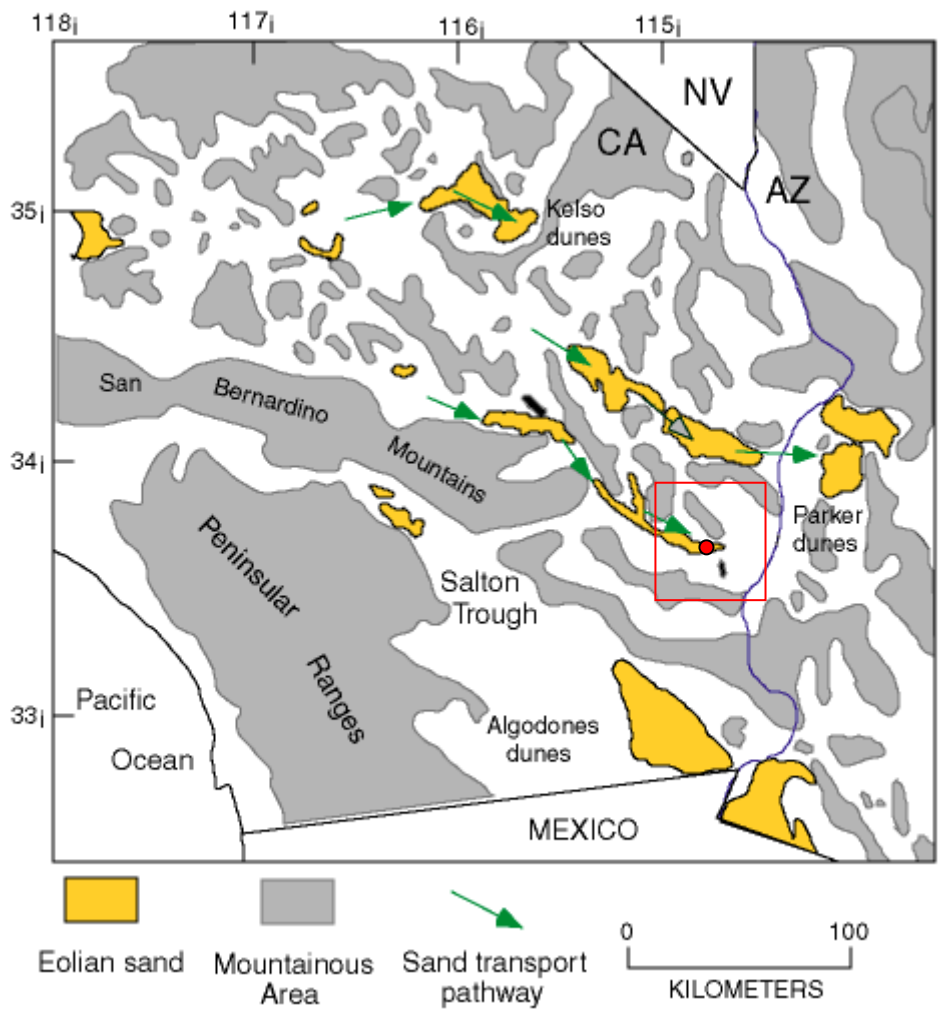 118¡ 117¡ 116¡ 115¡
NV
CA
AZ
35¡
Kelso
dunes
San
Bernardino
Mountains
34¡
Parker
dunes
Peninsular
Ranges
Salton
Trough
33¡
Pacific
Ocean
Algodones
dunes
MEXICO
0 100
Eolian sand
Mountainous
Area
Sand transport
pathway
KILOMETERS